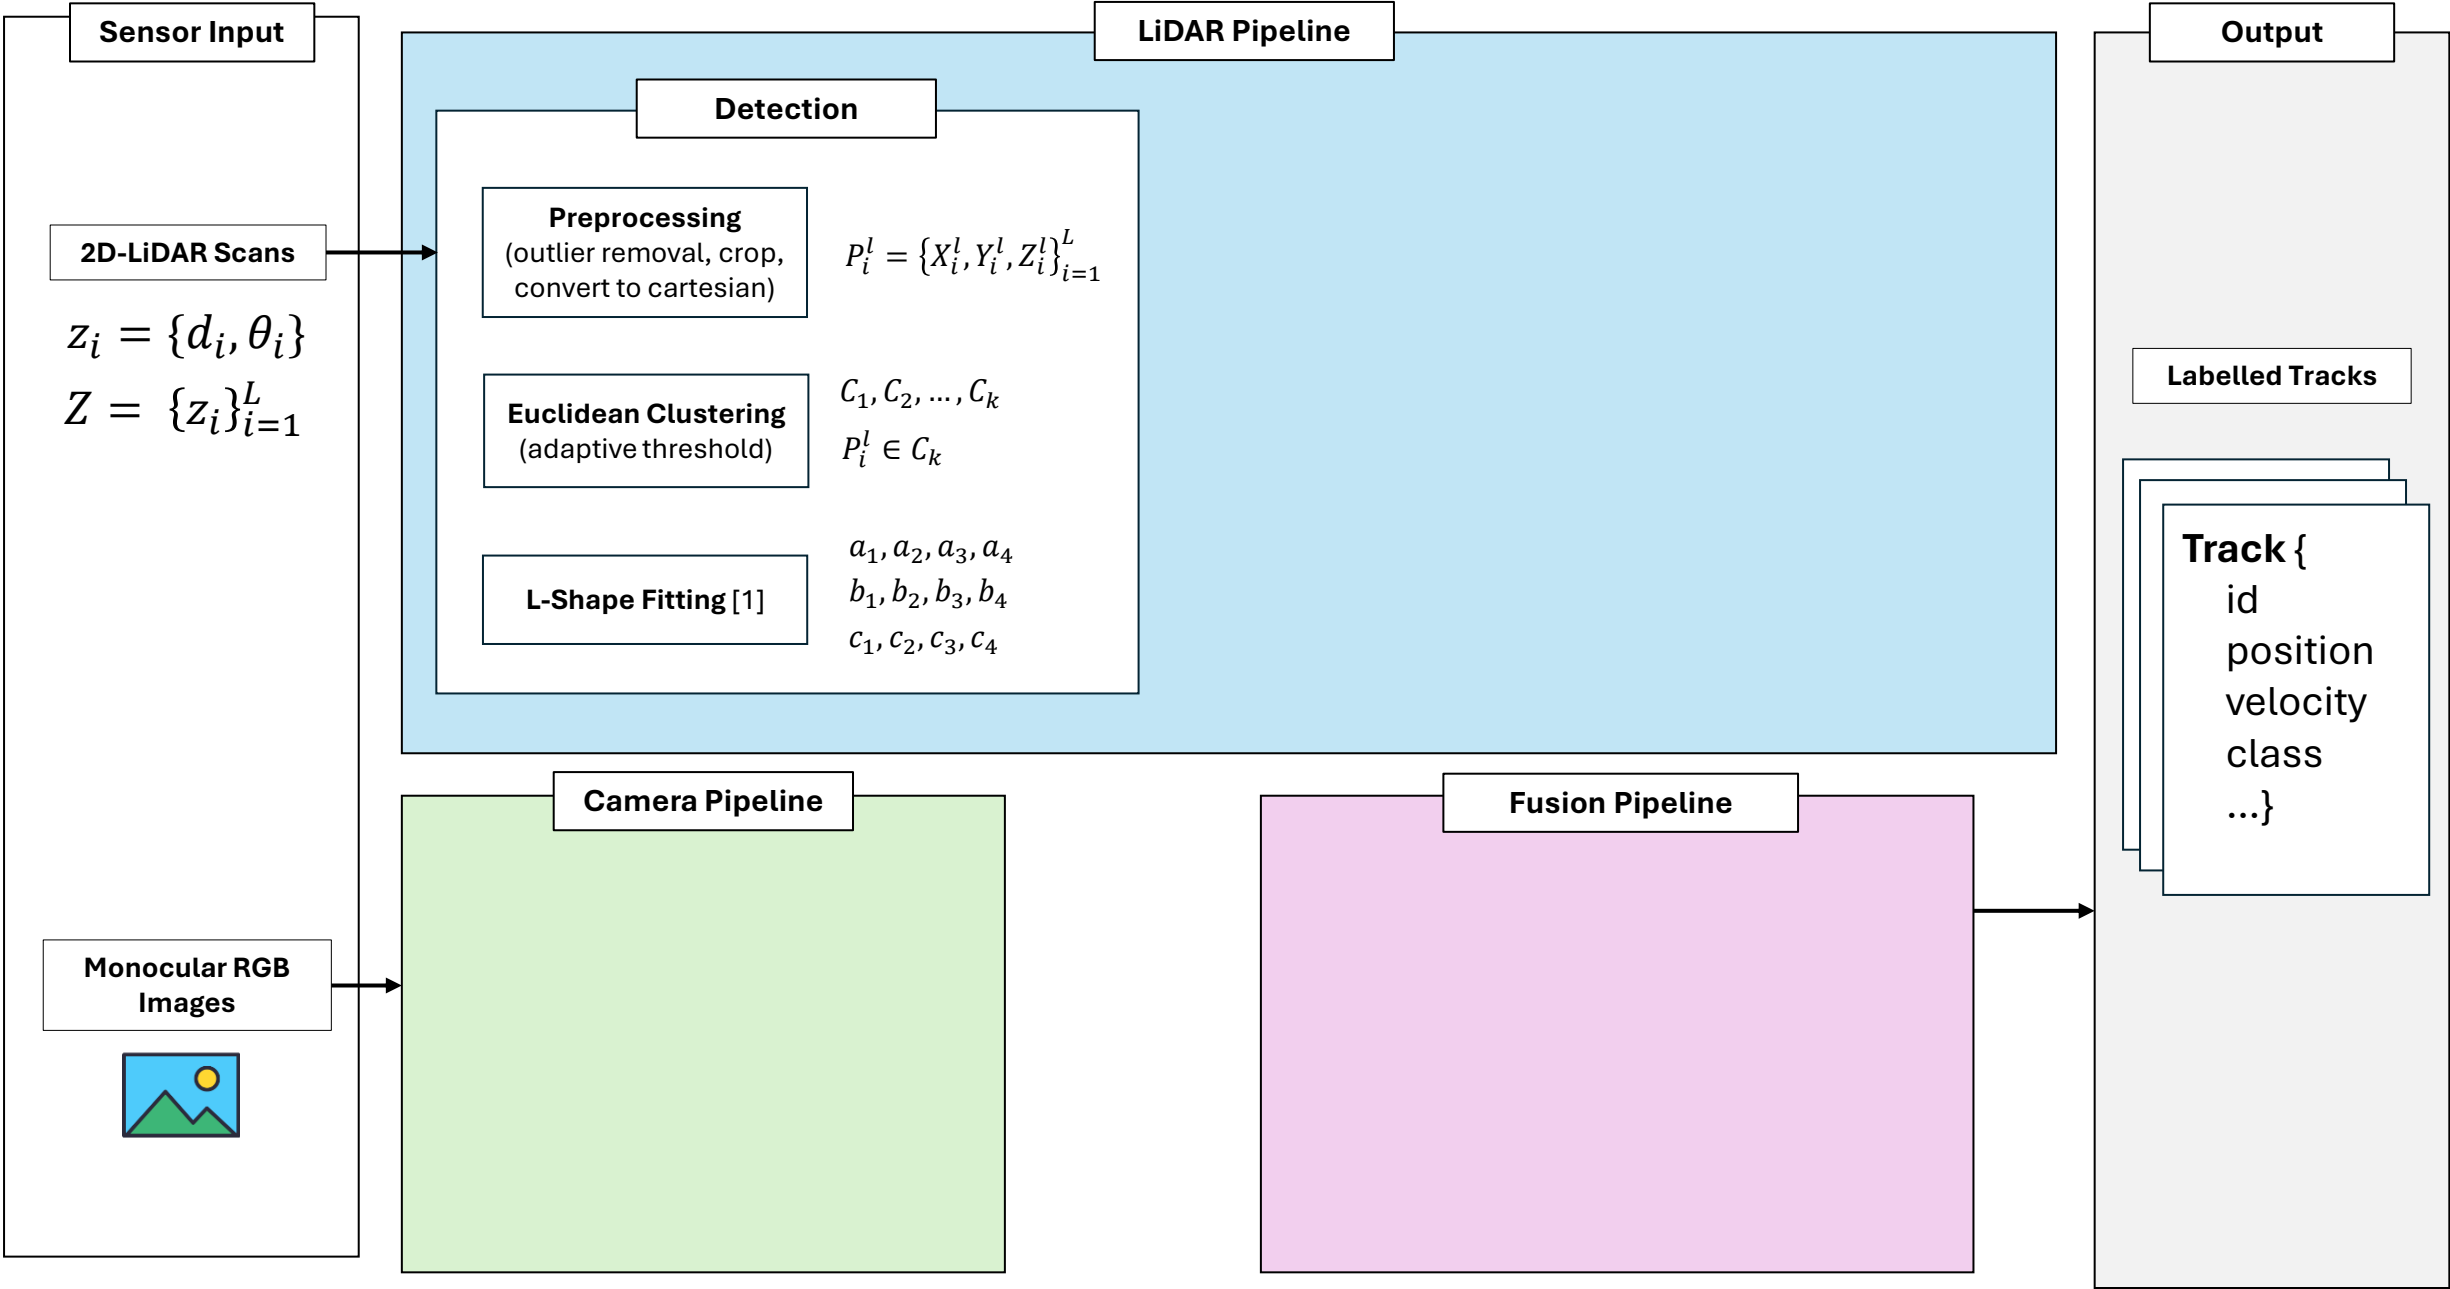 Sensor Input
2D-LiDAR Scans
z_i = {d_i, θ_i}
Z = {z_i}_{i=1}^L
Monocular RGB
Images
LiDAR Pipeline
Detection
Preprocessing
(outlier removal, crop,
convert to cartesian)
P_i^l = {X_i^l, Y_i^l, Z_i^l}_{i=1}^L
Euclidean Clustering
(adaptive threshold)
C_1, C_2, …, C_k
P_i^l ∈ C_k
L-Shape Fitting [1]
a_1, a_2, a_3, a_4
b_1, b_2, b_3, b_4
c_1, c_2, c_3, c_4
Camera Pipeline
Fusion Pipeline
Output
Labelled Tracks
Track {
id
position
velocity
class
…}